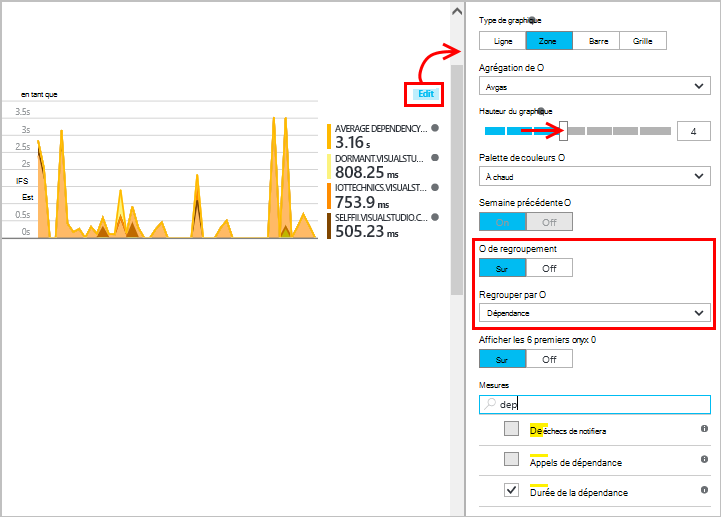 en tant que
3.5s
3s
2.5s
2s
IFS
Est
0.5s
0s
Edit
AVERAGE DEPENDENCY...
3.16 s
DORMANT.VISUALSTU...
808.25 ms
IOTTECHNICS.VISUALST...
753.9 ms
SELFFII.VISUALSTUDIO.C...
505.23 ms
Type de graphique
Ligne Zone Barre Grille
Agrégation de O
Avgas
Hauteur du graphique
4
Palette de couleurs O
À chaud
Semaine précédente O
On Off
O de regroupement
Sur Off
Regrouper par O
Dépendance
Afficher les 6 premiers onyx 0
Sur Off
Mesures
dep
De échecs de notifiera
Appels de dépendance
Durée de la dépendance